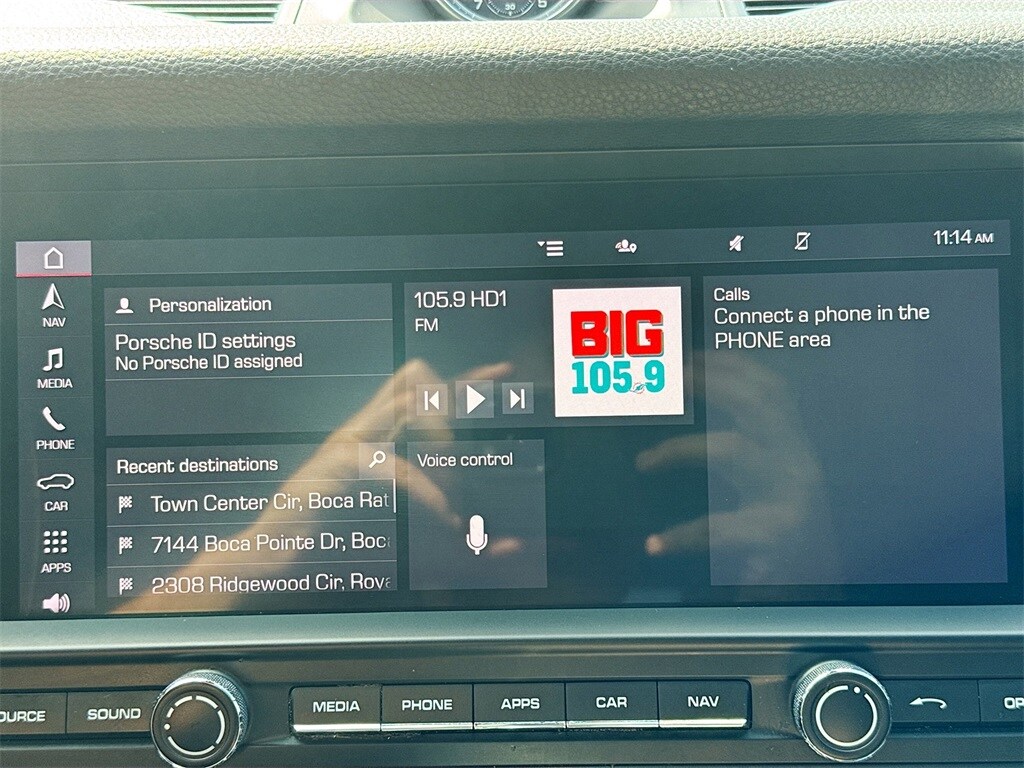 11:14 AM
NAV
MEDIA
PHONE
CAR
APPS
Personalization
Porsche ID settings
No Porsche ID assigned
Recent destinations
Town Center Cir, Boca Rat
7144 Boca Pointe Dr, Boc
2308 Ridgewood Cir, Roya
105.9 HD1
FM
BIG
105.9
Voice control
Calls
Connect a phone in the
PHONE area
OURCE
SOUND
MEDIA
PHONE
APPS
CAR
NAV
OP